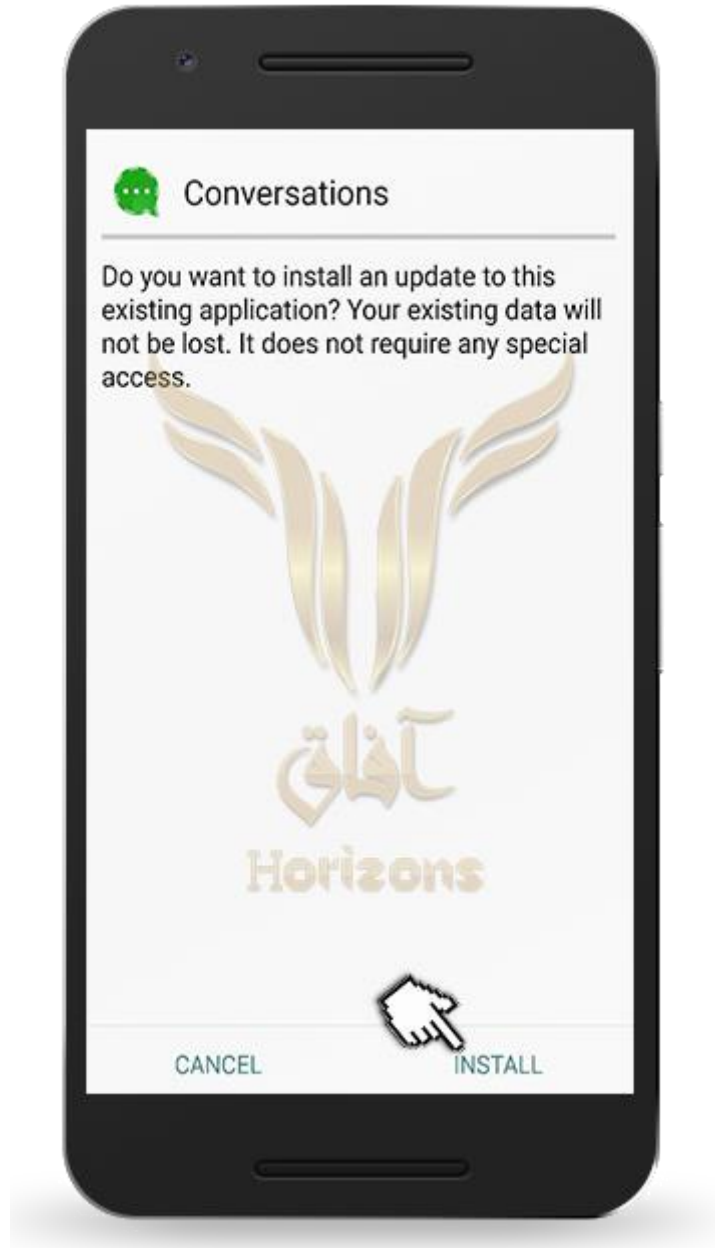 Conversations
Do you want to install an update to this
existing application? Your existing data will
not be lost. It does not require any special
access.
آفاق
Horizons
CANCEL INSTALL